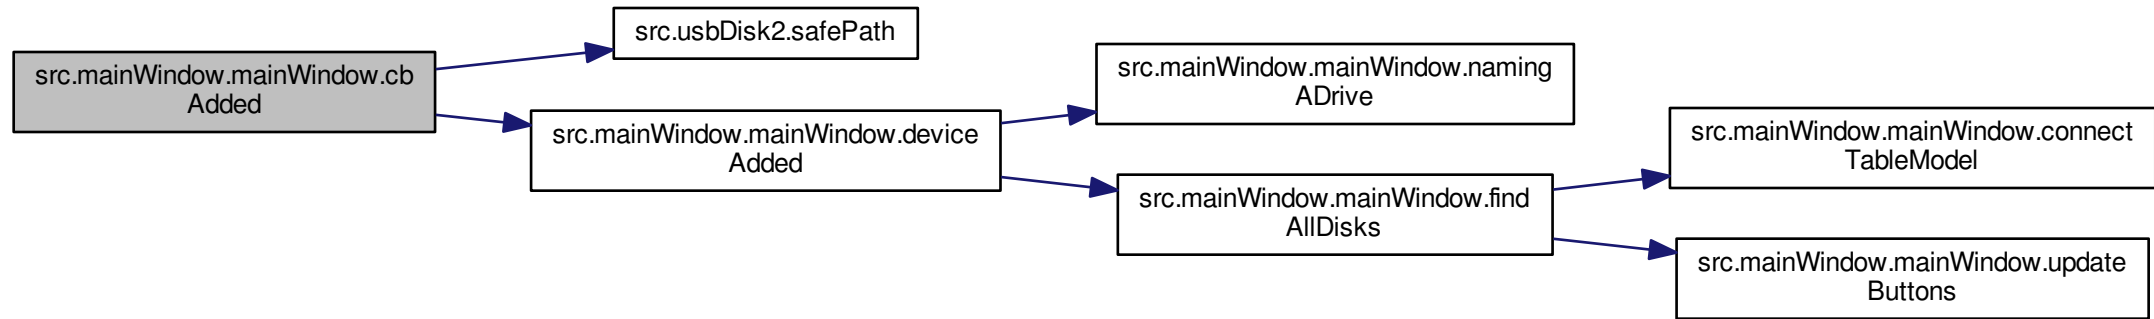 src.mainWindow.mainWindow.cb
Added
src.usbDisk2.safePath
src.mainWindow.mainWindow.device
Added
src.mainWindow.mainWindow.naming
ADrive
src.mainWindow.mainWindow.find
AllDisks
src.mainWindow.mainWindow.connect
TableModel
src.mainWindow.mainWindow.update
Buttons